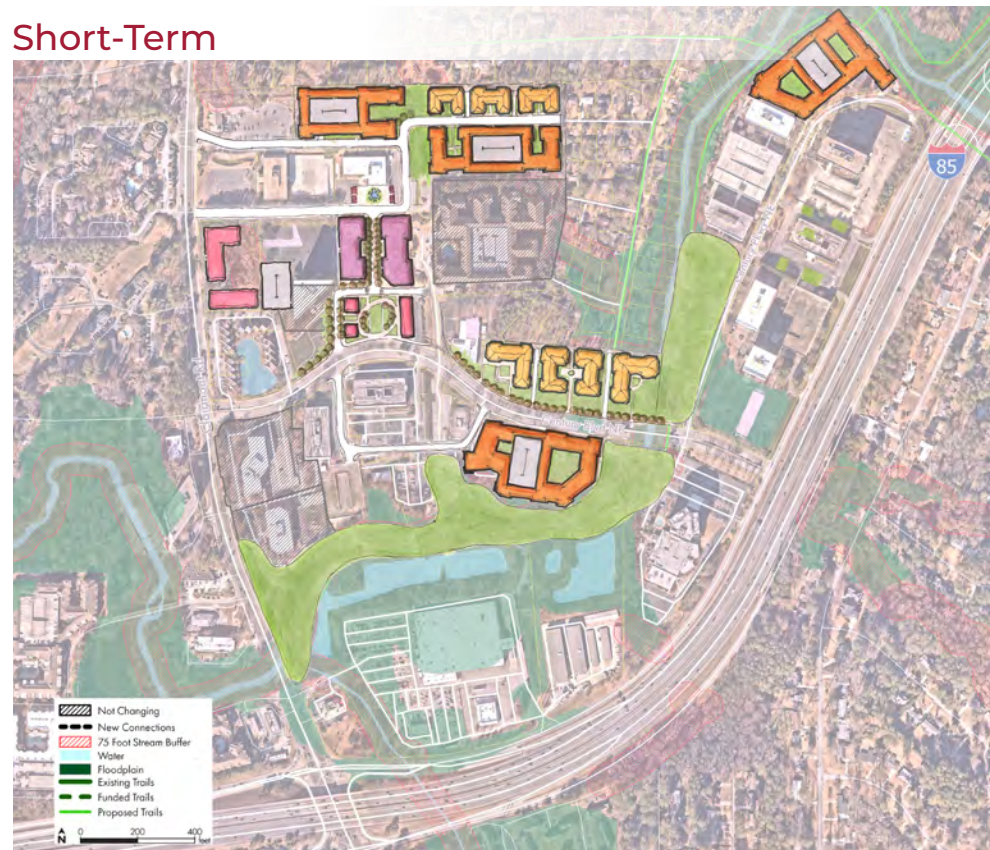 Short-Term
85
Not Changing
New Connections
75 Foot Stream Buffer
Water
Floodplain
Existing Trails
Funded Trails
Proposed Trails
N
0 200 400
feet